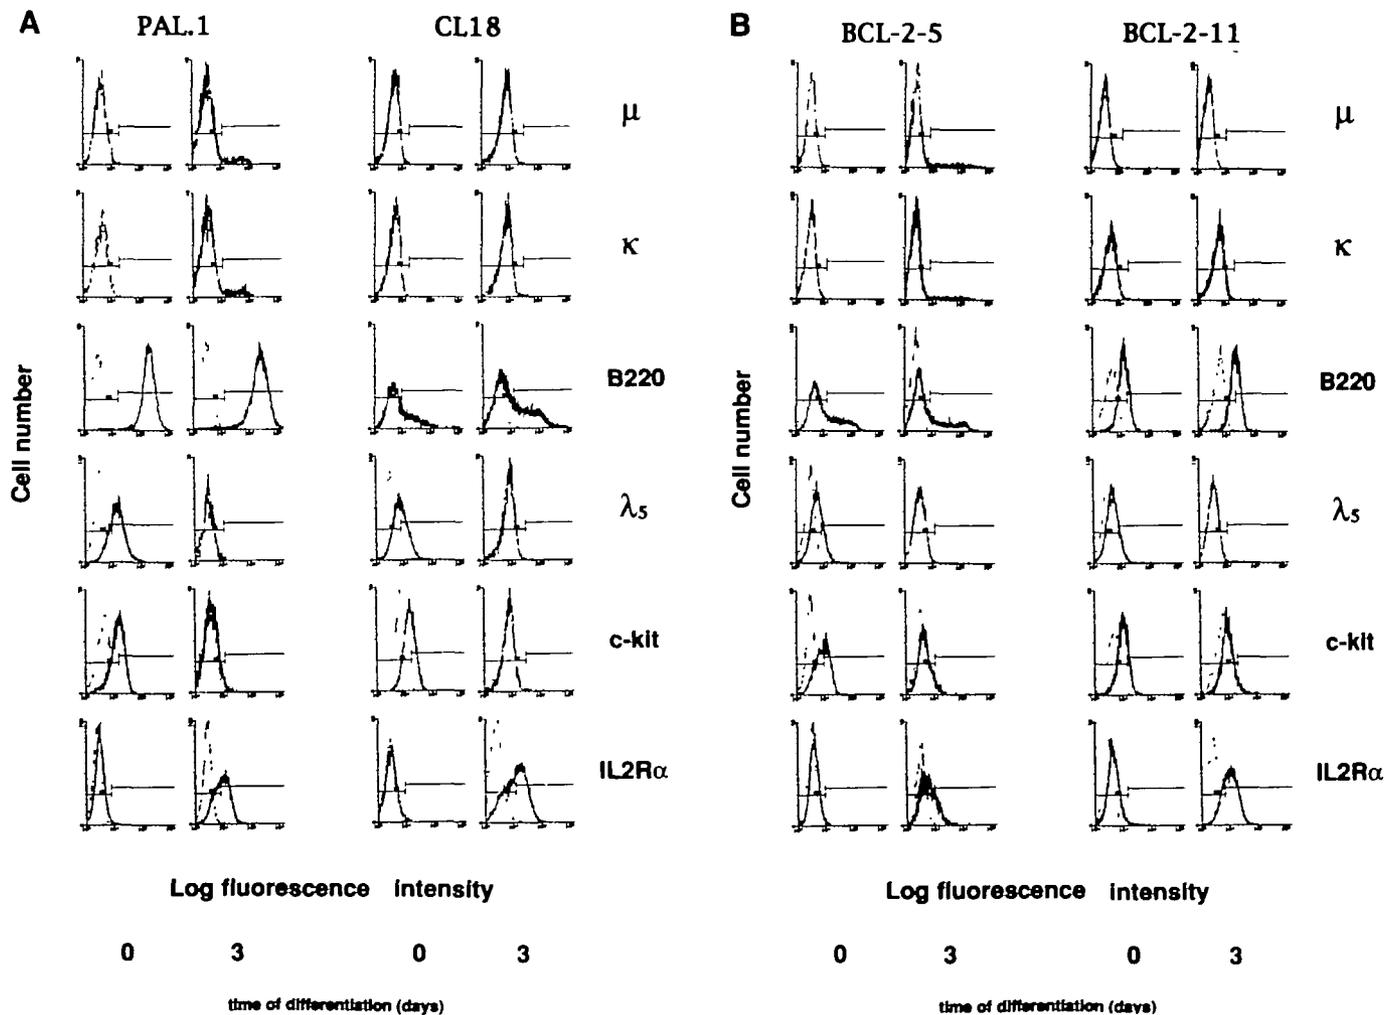 A
PAL.1 CL18
μ
κ
B220
λ5
c-kit
IL2Rα
Cell number
Log fluorescence intensity
0 3 0 3
time of differentiation (days)
B
BCL-2-5 BCL-2-11
μ
κ
B220
λ5
c-kit
IL2Rα
Cell number
Log fluorescence intensity
0 3 0 3
time of differentiation (days)